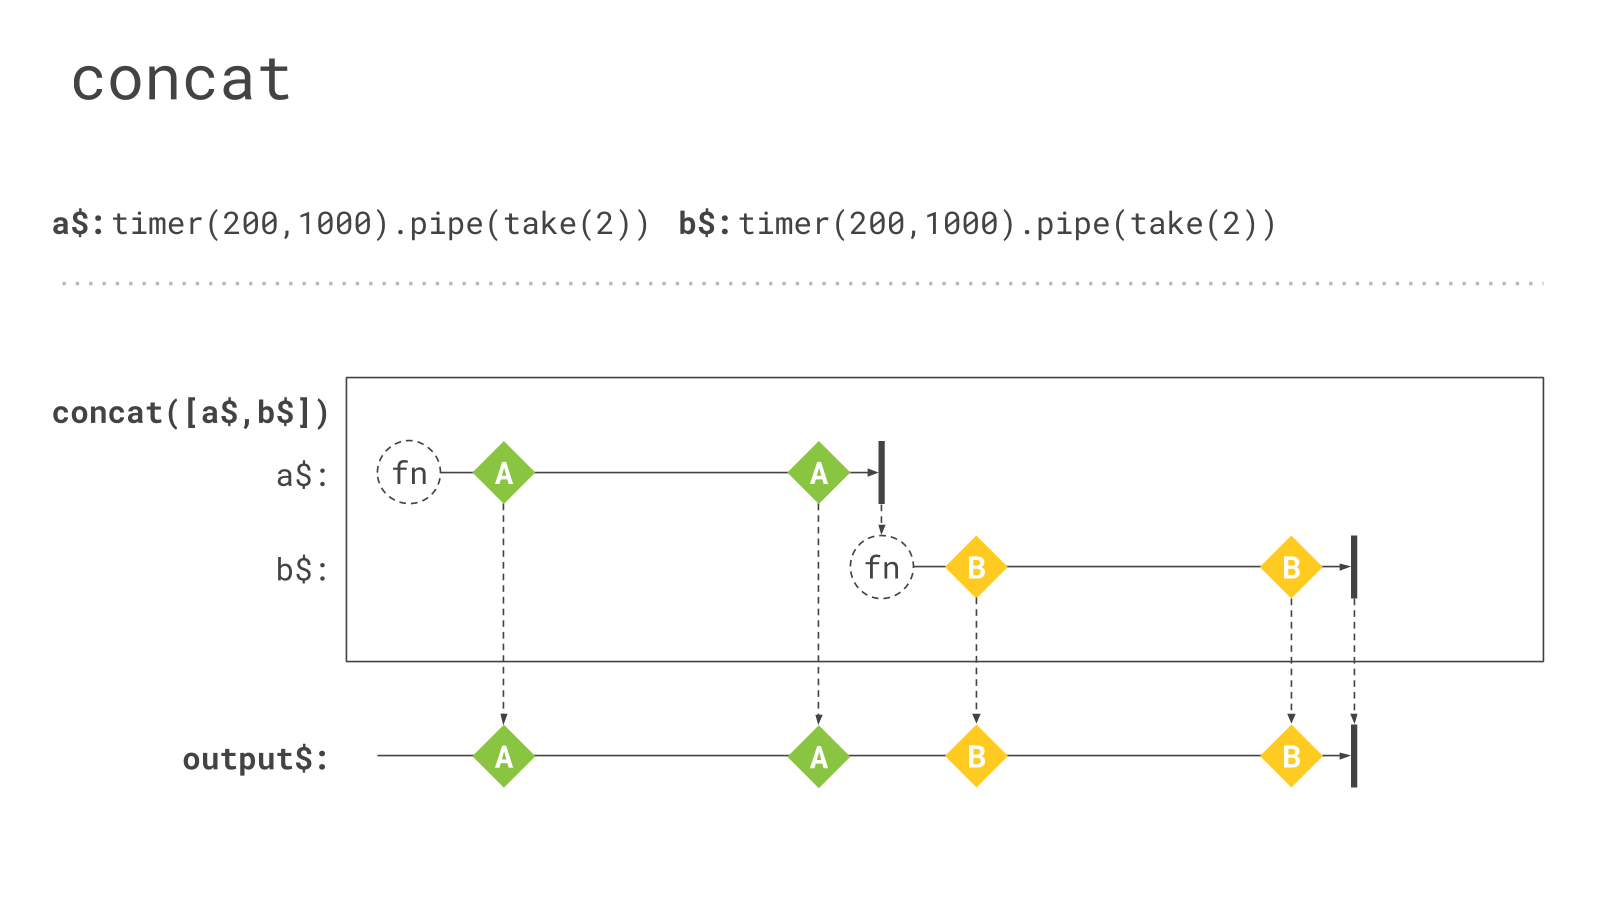 concat
a$: timer(200,1000).pipe(take(2)) b$: timer(200,1000).pipe(take(2))
concat([a$,b$])
a$: fn A A
b$: fn B B
output$: A A B B